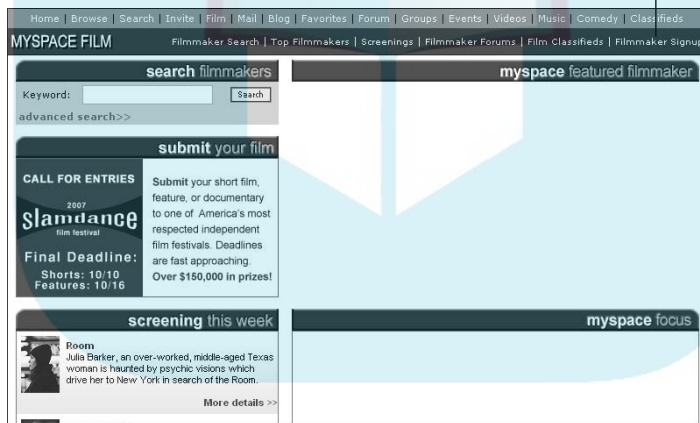 Home | Browse | Search | Invite | Film | Mail | Blog | Favorites | Forum | Groups | Events | Videos | Music | Comedy | Classifieds
MYSPACE FILM
Filmmaker Search | Top Filmmakers | Screenings | Filmmaker Forums | Film Classifieds | Filmmaker Signup
search filmmakers
Keyword:
Search
advanced search>>
myspace featured filmmaker
submit your film
CALL FOR ENTRIES
2007
slamdance
film festival
Final Deadline:
Shorts: 10/10
Features: 10/16
Submit your short film,
feature, or documentary
to one of America's most
respected independent
film festivals. Deadlines
are fast approaching.
Over $150,000 in prizes!
screening this week
Room
Julia Barker, an over-worked, middle-aged Texas
woman is haunted by psychic visions which
drive her to New York in search of the Room.
More details >>
myspace focus